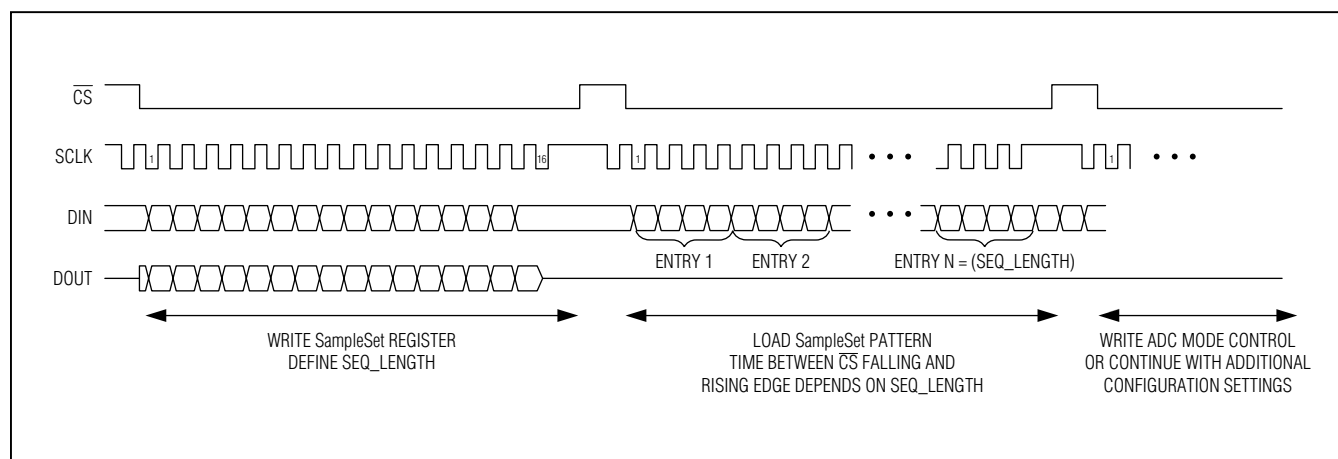 CS
SCLK
1
16
1
1
DIN
ENTRY 1
ENTRY 2
ENTRY N = (SEQ_LENGTH)
DOUT
WRITE SampleSet REGISTER
DEFINE SEQ_LENGTH
LOAD SampleSet PATTERN
TIME BETWEEN CS FALLING AND
RISING EDGE DEPENDS ON SEQ_LENGTH
WRITE ADC MODE CONTROL
OR CONTINUE WITH ADDITIONAL
CONFIGURATION SETTINGS